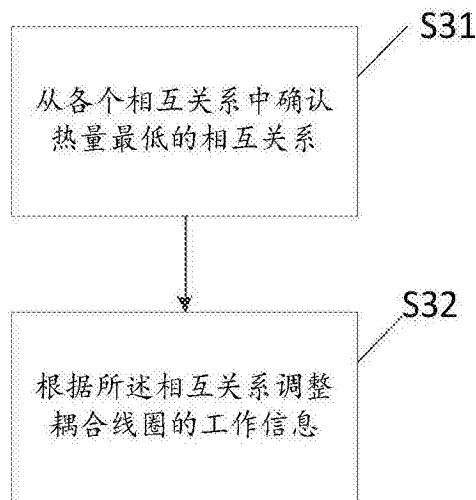 S31
从各个相互关系中确认
热量最低的相互关系
S32
根据所述相互关系调整
耦合线圈的工作信息